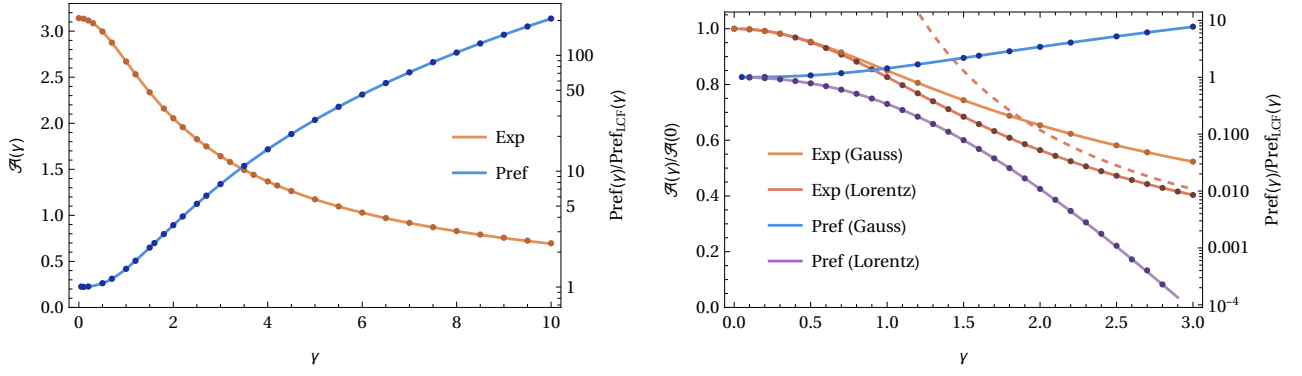 3.0
2.5
2.0
1.5
1.0
0.5
0.0
𝒜(γ)
0 2 4 6 8 10
γ
100
50
10
5
1
Pref(γ)/Pref_LCF(γ)
Exp
Pref
1.0
0.8
0.6
0.4
0.2
0.0
𝒜(γ)/𝒜(0)
0.0 0.5 1.0 1.5 2.0 2.5 3.0
γ
10
1
0.100
0.010
0.001
10⁻⁴
Pref(γ)/Pref_LCF(γ)
Exp (Gauss)
Exp (Lorentz)
Pref (Gauss)
Pref (Lorentz)